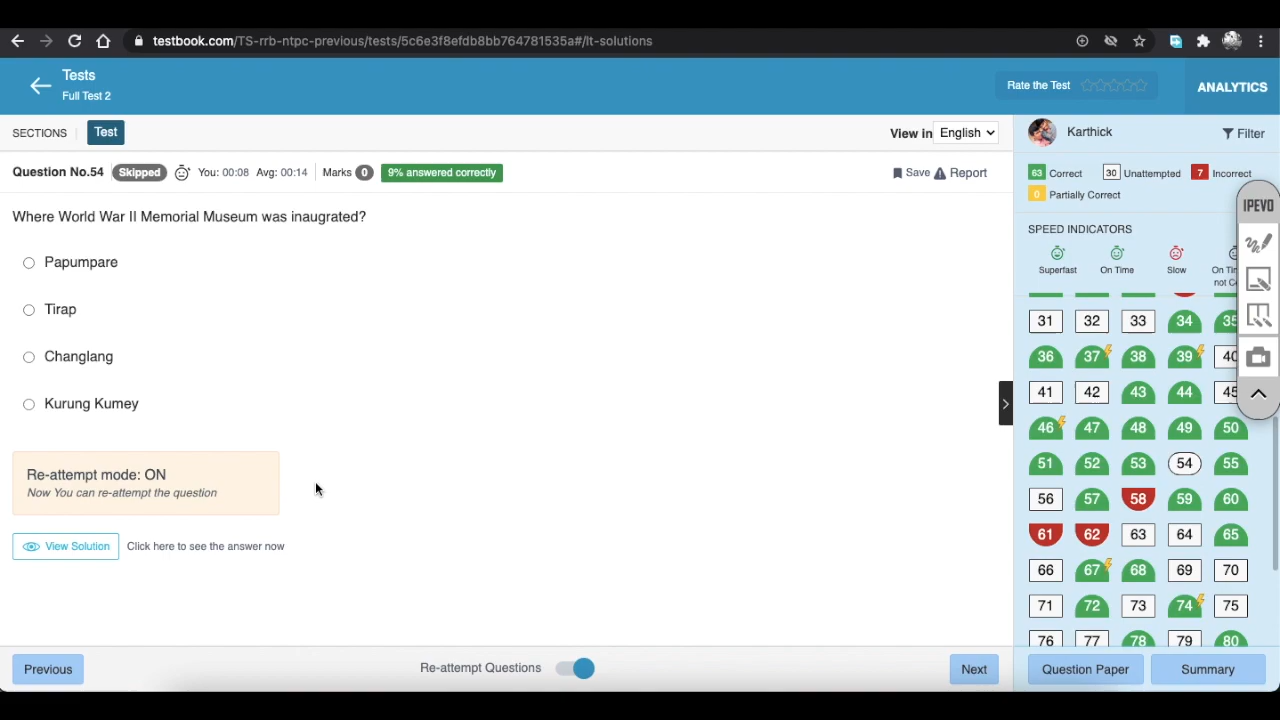 testbook.com/TS-rrb-ntpc-previous/tests/5c6e3f8efdb8bb764781535a#/lt-solutions
Tests
Full Test 2
Rate the Test
ANALYTICS
SECTIONS
Test
View in English
Karthick
Filter
Question No.54 Skipped You: 00:08 Avg: 00:14 Marks 0 9% answered correctly
Save Report
63 Correct 30 Unattempted 7 Incorrect
0 Partially Correct
IPEVO
Where World War II Memorial Museum was inaugrated?
SPEED INDICATORS
Papumpare
Superfast On Time Slow
not
Tirap
Changlang
Kurung Kumey
31 32 33 34 35
36 37 38 39 40
41 42 43 44 45
46 47 48 49 50
51 52 53 54 55
56 57 58 59 60
61 62 63 64 65
66 67 68 69 70
71 72 73 74 75
76 77 78 79 80
Re-attempt mode: ON
Now You can re-attempt the question
View Solution Click here to see the answer now
Previous
Re-attempt Questions
Next
Question Paper
Summary